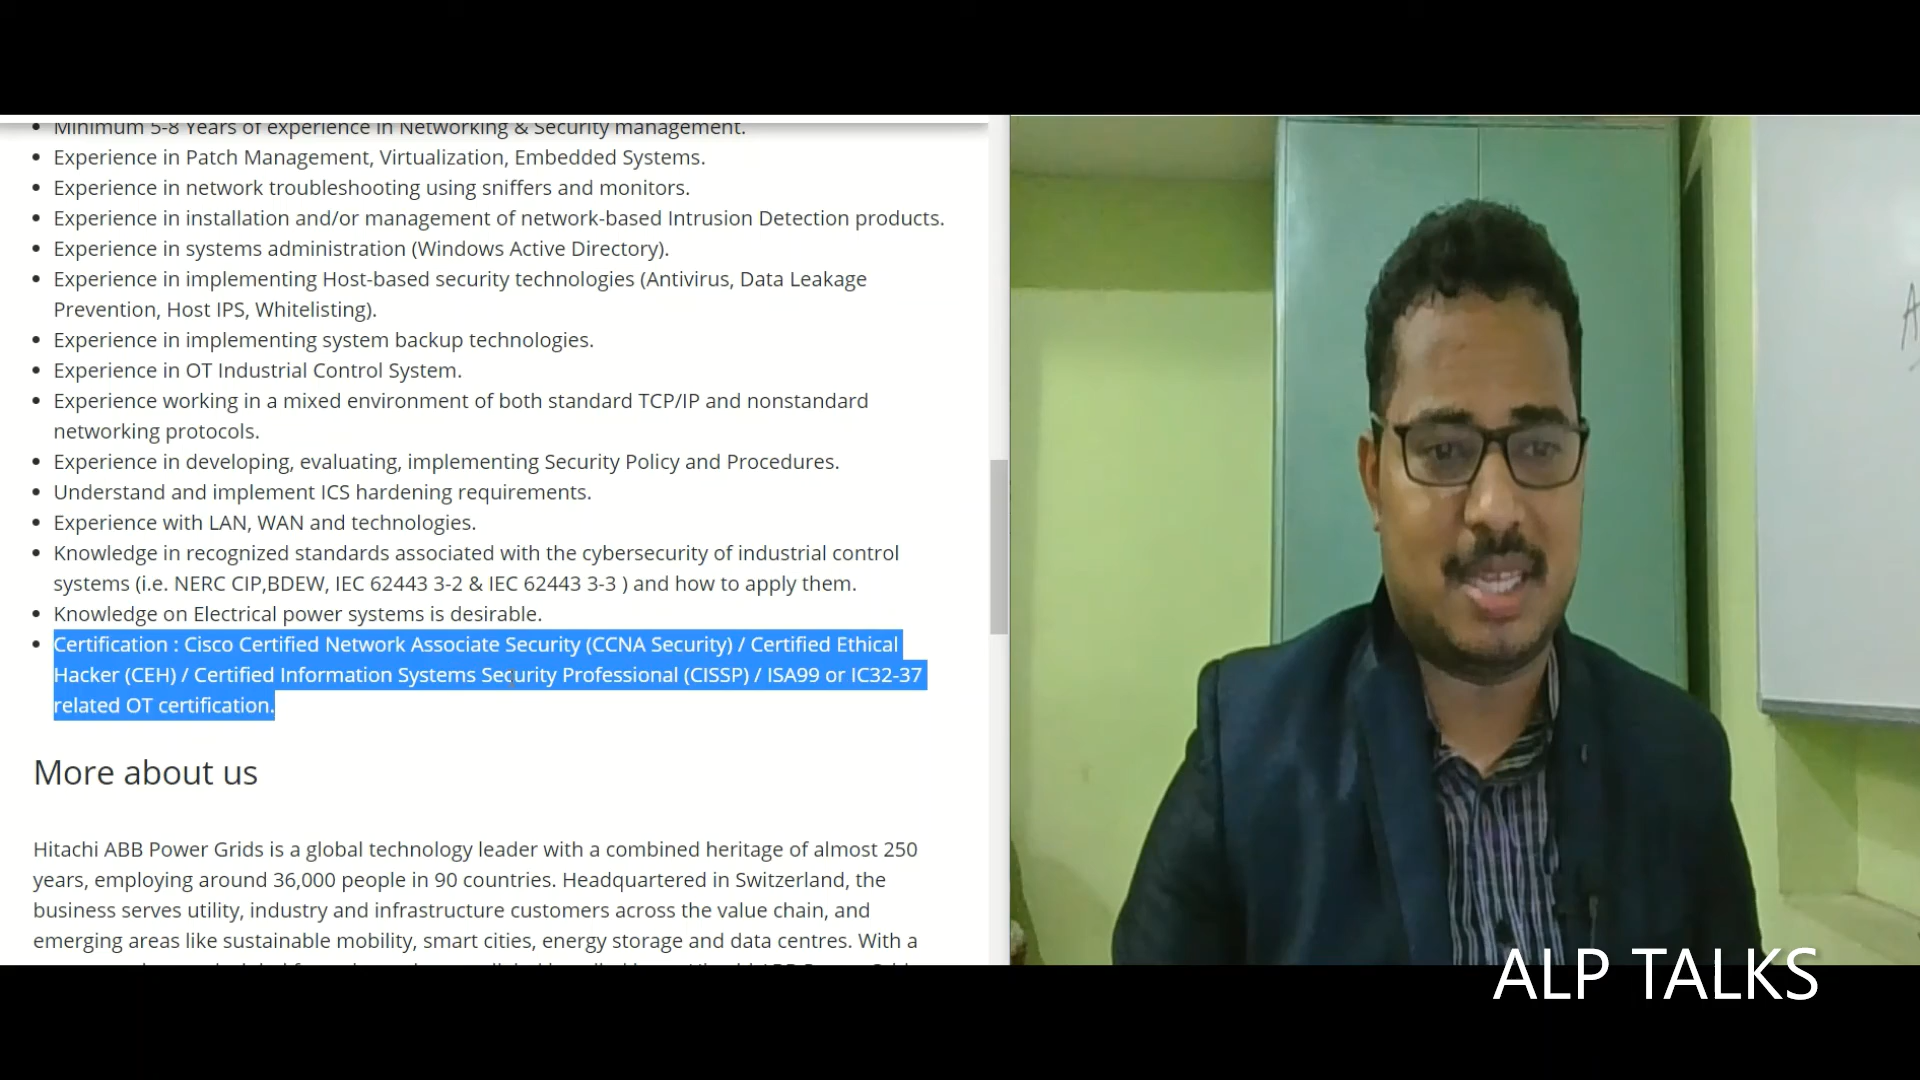 Minimum 5-8 Years of experience in Networking & Security management.
Experience in Patch Management, Virtualization, Embedded Systems.
Experience in network troubleshooting using sniffers and monitors.
Experience in installation and/or management of network-based Intrusion Detection products.
Experience in systems administration (Windows Active Directory).
Experience in implementing Host-based security technologies (Antivirus, Data Leakage
Prevention, Host IPS, Whitelisting).
Experience in implementing system backup technologies.
Experience in OT Industrial Control System.
Experience working in a mixed environment of both standard TCP/IP and nonstandard
networking protocols.
Experience in developing, evaluating, implementing Security Policy and Procedures.
Understand and implement ICS hardening requirements.
Experience with LAN, WAN and technologies.
Knowledge in recognized standards associated with the cybersecurity of industrial control
systems (i.e. NERC CIP,BDEW, IEC 62443 3-2 & IEC 62443 3-3 ) and how to apply them.
Knowledge on Electrical power systems is desirable.
Certification : Cisco Certified Network Associate Security (CCNA Security) / Certified Ethical
Hacker (CEH) / Certified Information Systems Security Professional (CISSP) / ISA99 or IC32-37
related OT certification.
More about us
Hitachi ABB Power Grids is a global technology leader with a combined heritage of almost 250
years, employing around 36,000 people in 90 countries. Headquartered in Switzerland, the
business serves utility, industry and infrastructure customers across the value chain, and
emerging areas like sustainable mobility, smart cities, energy storage and data centres. With a
ALP TALKS